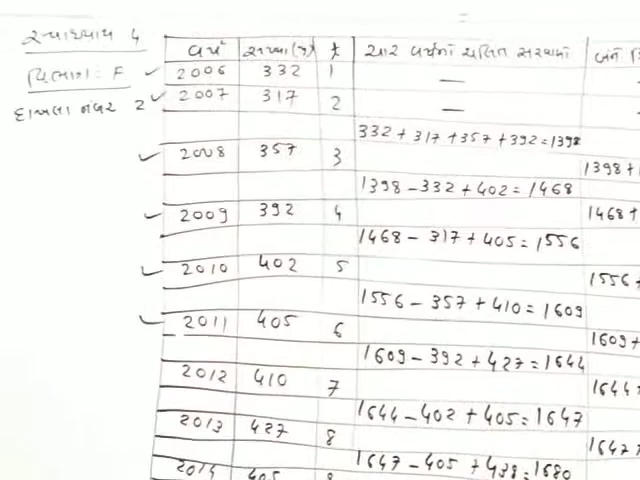 સ્વાધ્યાય 4
વિભાગ : F
દાખલા નંબર 2
વર્ષ સંખ્યા (y) t ચાર વર્ષની ચલિત સરવાળો
2006 332 1 —
2007 317 2 —
332 + 317 + 357 + 392 = 1398
2008 357 3 1398 +
1398 – 332 + 402 = 1468
2009 392 4 1468 +
1468 – 317 + 405 = 1556
2010 402 5 1556 +
1556 – 357 + 410 = 1609
2011 405 6 1609 +
1609 – 392 + 427 = 1644
2012 410 7 1644
1644 – 402 + 405 = 1647
2013 427 8 1647
1647 – 405 + 438 = 1680
2014 405